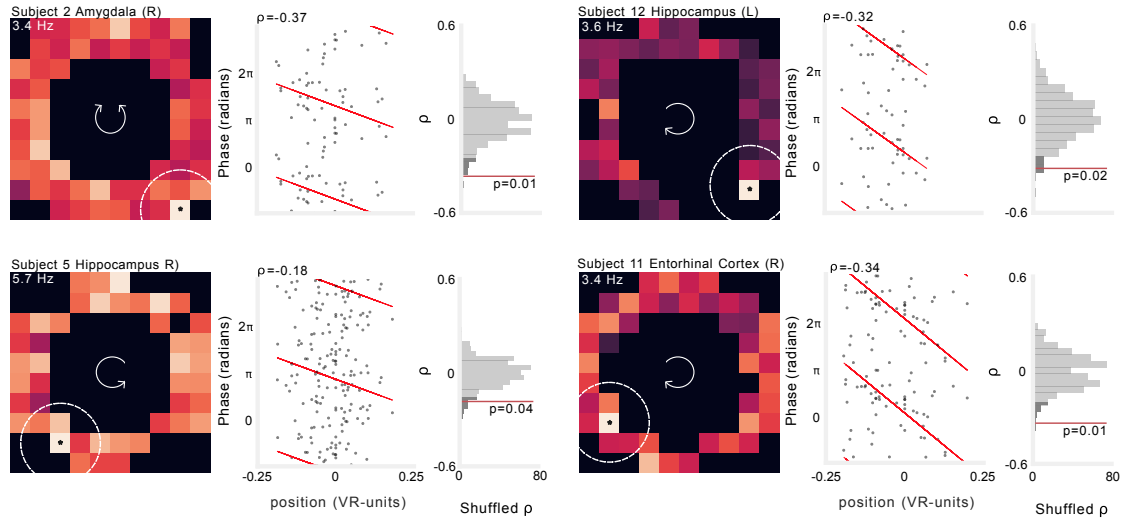 Subject 2 Amygdala (R)
3.4 Hz
ρ=-0.37
Phase (radians)
2π
π
0
0.6
0
-0.6
ρ
p=0.01
Subject 12 Hippocampus (L)
3.6 Hz
ρ=-0.32
Phase (radians)
2π
π
0
0.6
0
-0.6
ρ
p=0.02
Subject 5 Hippocampus R)
5.7 Hz
ρ=-0.18
Phase (radians)
2π
π
0
-0.25
0
0.25
position (VR-units)
0.6
0
-0.6
ρ
p=0.04
80
Shuffled ρ
Subject 11 Entorhinal Cortex (R)
3.4 Hz
ρ=-0.34
Phase (radians)
2π
π
0
-0.25
0
0.25
position (VR-units)
0.6
0
-0.6
ρ
p=0.01
80
Shuffled ρ